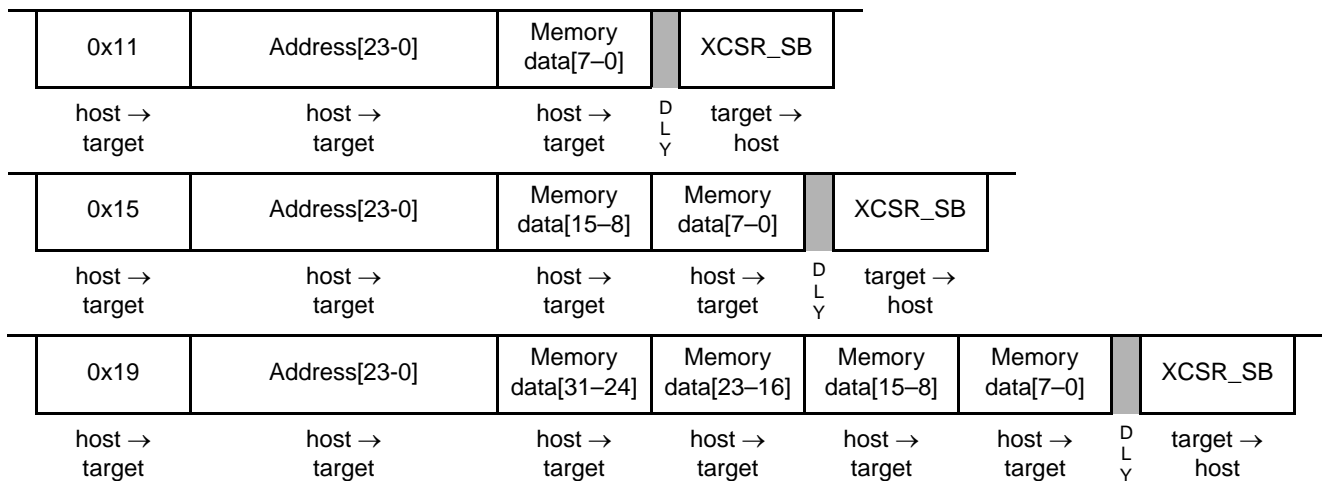 0x11 Address[23-0] Memory data[7–0] XCSR_SB
host → target host → target host → target DLY target → host
0x15 Address[23-0] Memory data[15–8] Memory data[7–0] XCSR_SB
host → target host → target host → target host → target DLY target → host
0x19 Address[23-0] Memory data[31–24] Memory data[23–16] Memory data[15–8] Memory data[7–0] XCSR_SB
host → target host → target host → target host → target host → target host → target DLY target → host